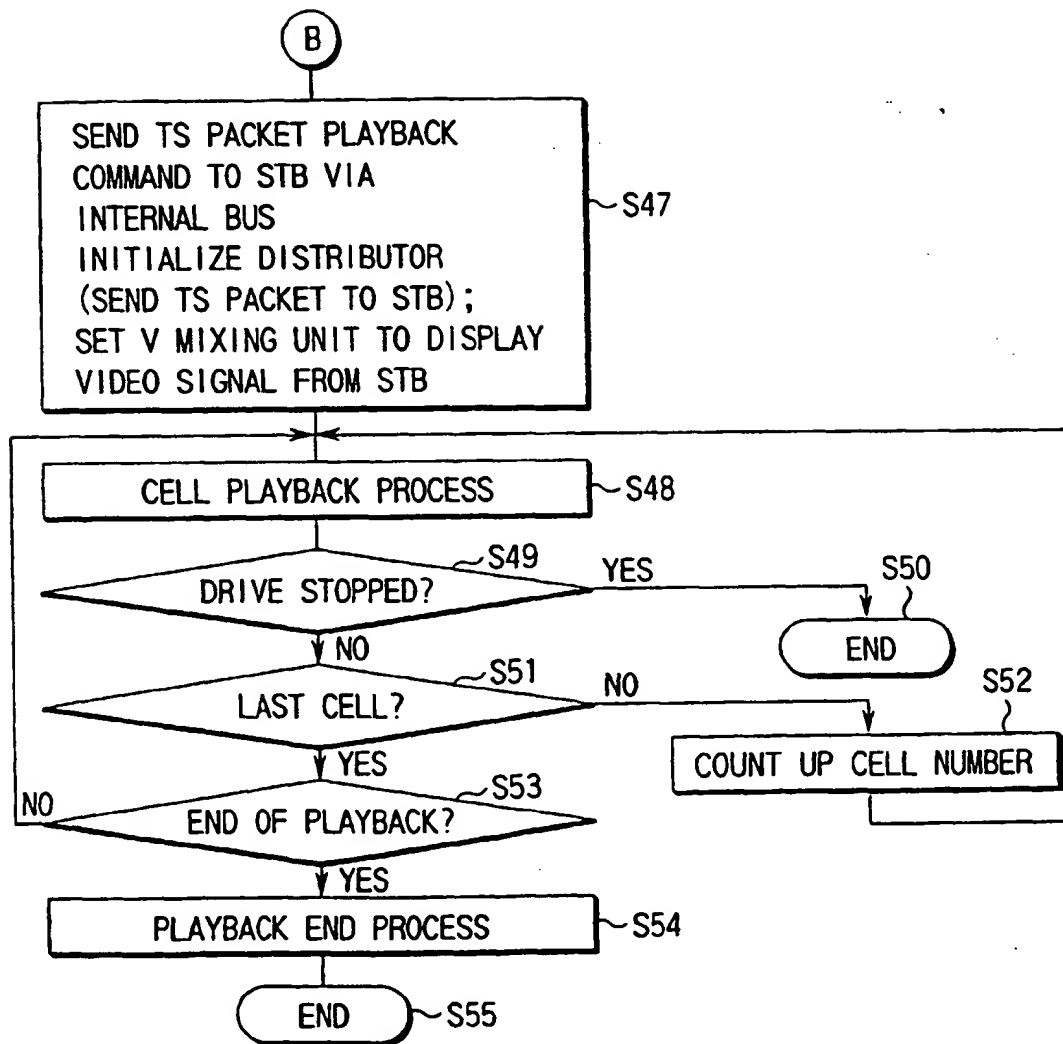 B
SEND TS PACKET PLAYBACK
COMMAND TO STB VIA
INTERNAL BUS
INITIALIZE DISTRIBUTOR
(SEND TS PACKET TO STB);
SET V MIXING UNIT TO DISPLAY
VIDEO SIGNAL FROM STB
S47
CELL PLAYBACK PROCESS
S48
DRIVE STOPPED?
S49
YES
S50
END
NO
LAST CELL?
S51
NO
S52
COUNT UP CELL NUMBER
YES
END OF PLAYBACK?
S53
NO
YES
PLAYBACK END PROCESS
S54
END
S55